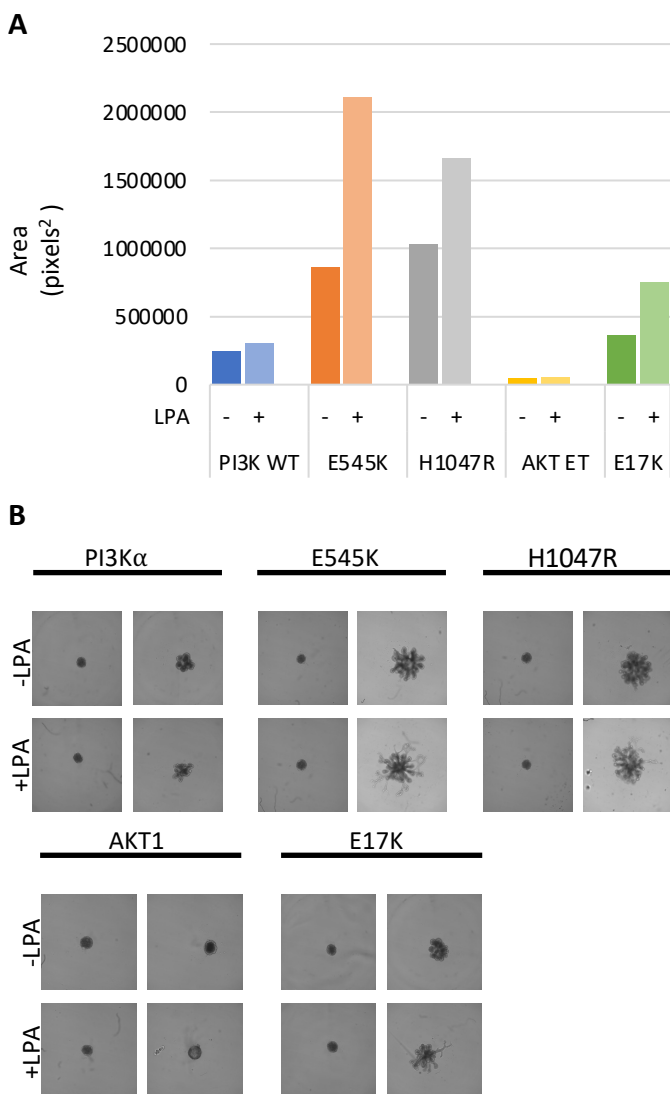 A
2500000
2000000
1500000
1000000
500000
0
Area
(pixels²)
LPA - + - + - + - + - +
PI3K WT E545K H1047R AKT ET E17K
B
PI3Kα E545K H1047R
-LPA
+LPA
AKT1 E17K
-LPA
+LPA